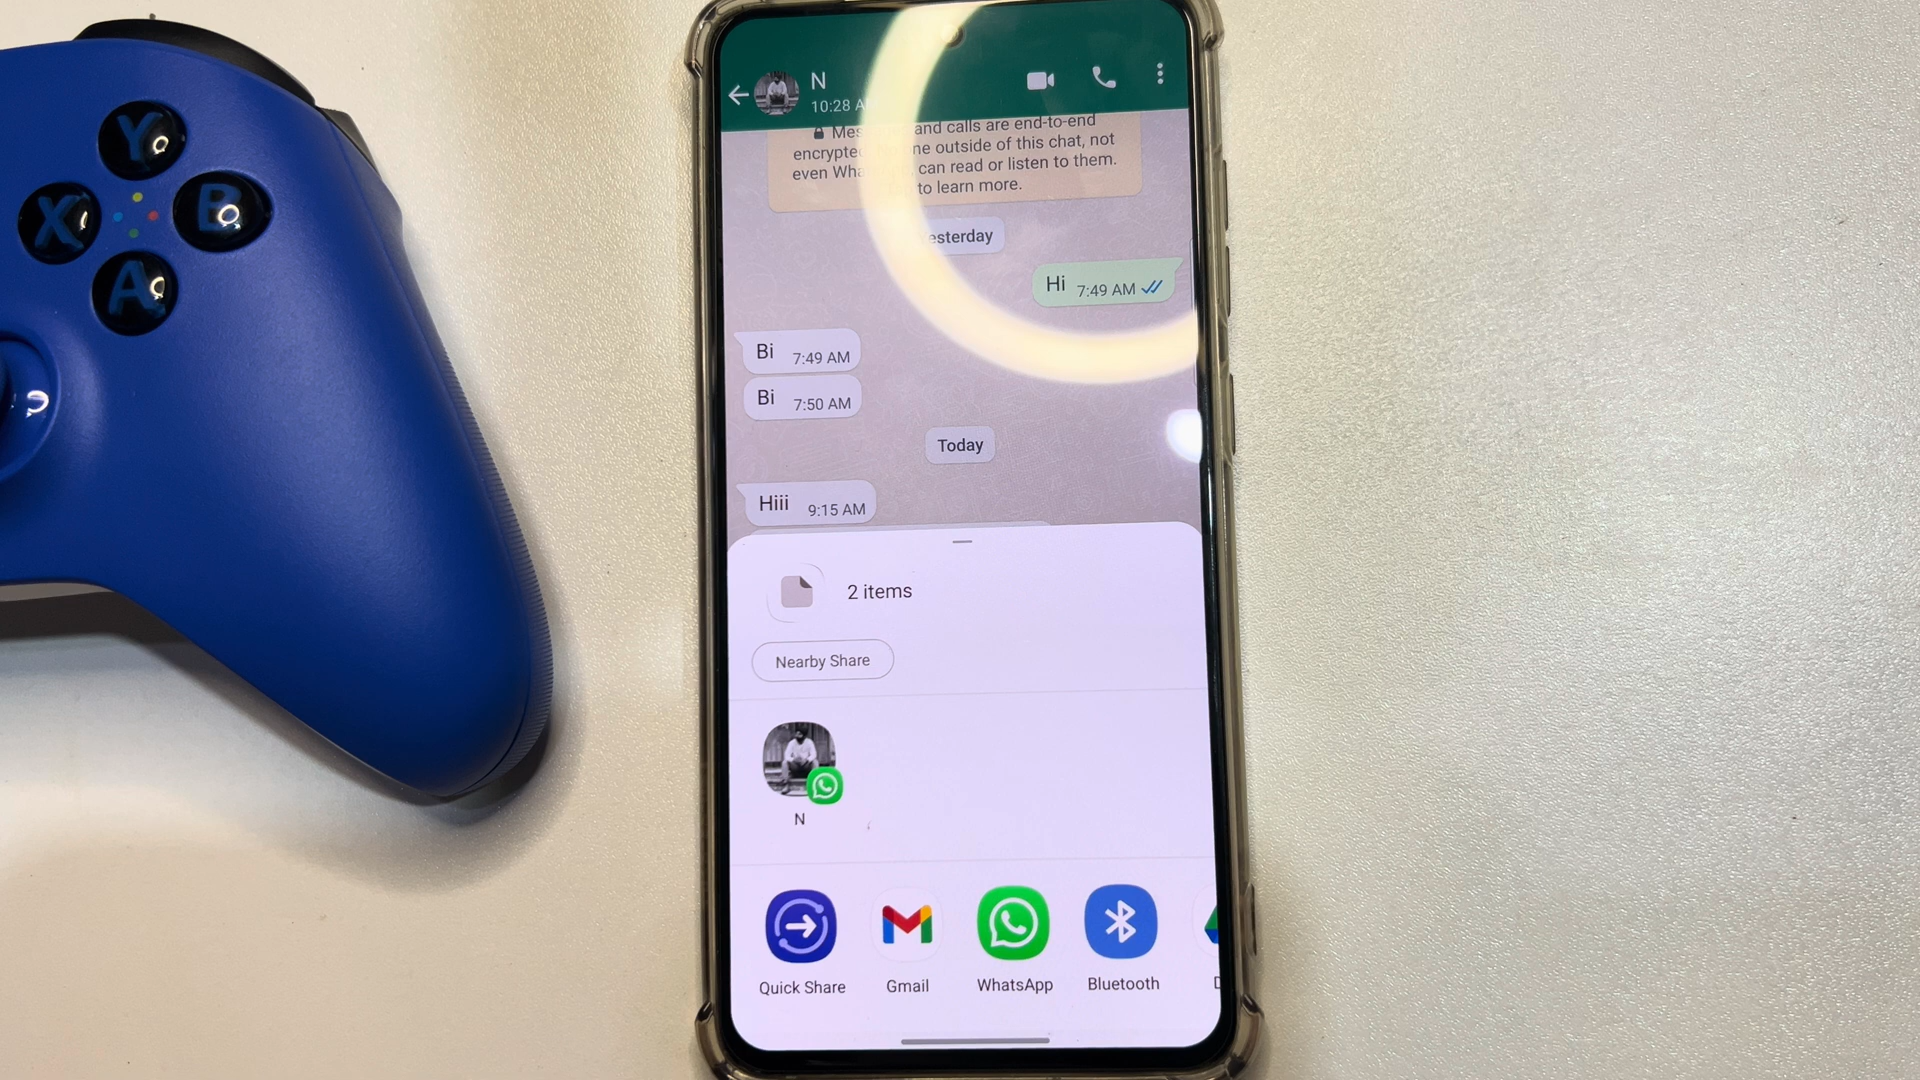 Y
X
B
A
N
10:28 A
Mes and calls are end-to-end
encrypted ne outside of this chat, not
even Wha can read or listen to them.
to learn more.
esterday
Hi 7:49 AM
Bi 7:49 AM
Bi 7:50 AM
Today
Hiii 9:15 AM
2 items
Nearby Share
N
Quick Share
Gmail
WhatsApp
Bluetooth
D